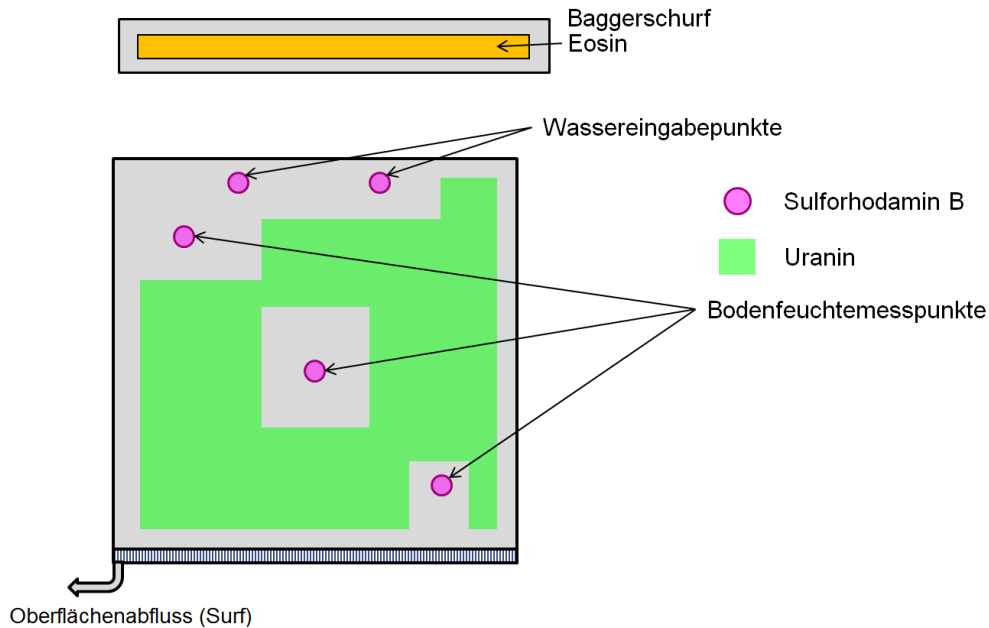 Baggerschurf
Eosin
Wassereingabepunkte
Sulforhodamin B
Uranin
Bodenfeuchtemesspunkte
Oberflächenabfluss (Surf)